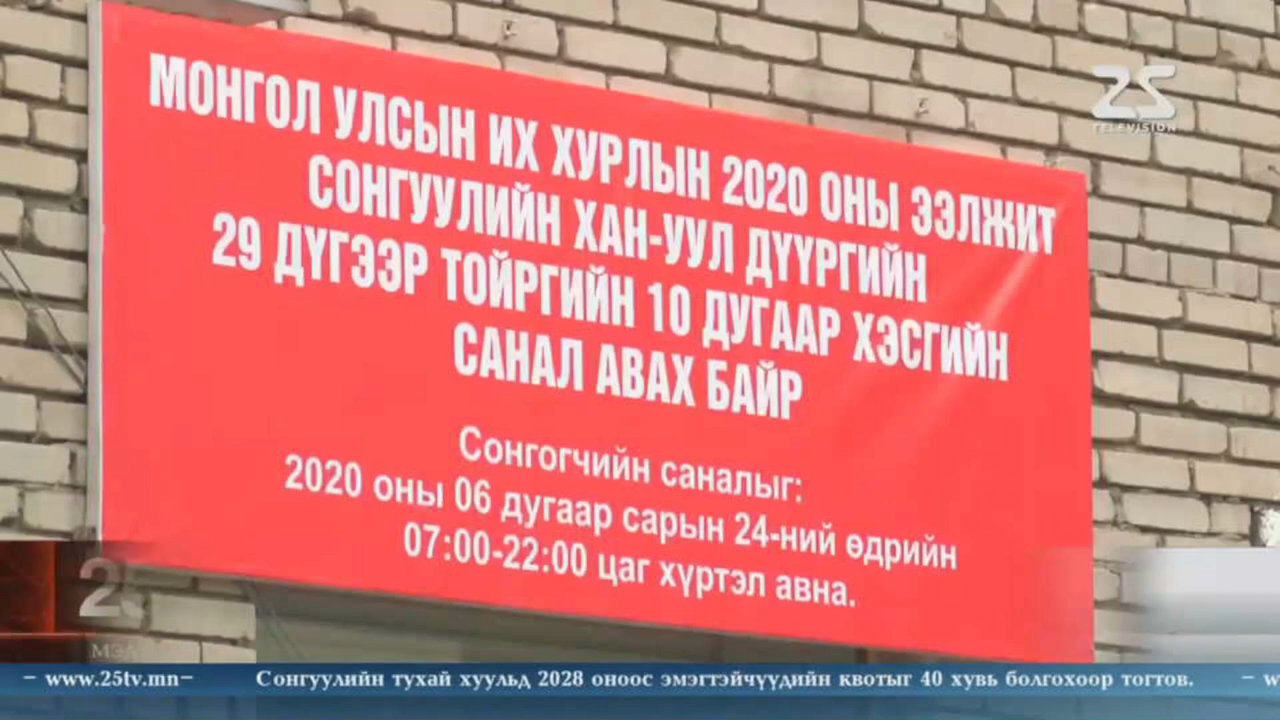 25
TELEVISION
МОНГОЛ УЛСЫН ИХ ХУРЛЫН 2020 ОНЫ ЭЭЛЖИТ
СОНГУУЛИЙН ХАН-УУЛ ДҮҮРГИЙН
29 ДҮГЭЭР ТОЙРГИЙН 10 ДУГААР ХЭСГИЙН
САНАЛ АВАХ БАЙР
Сонгогчийн саналыг:
2020 оны 06 дугаар сарын 24-ний өдрийн
07:00-22:00 цаг хүртэл авна.
– www.25tv.mn– Сонгуулийн тухай хуульд 2028 оноос эмэгтэйчүүдийн квотыг 40 хувь болгохоор тогтов. – w